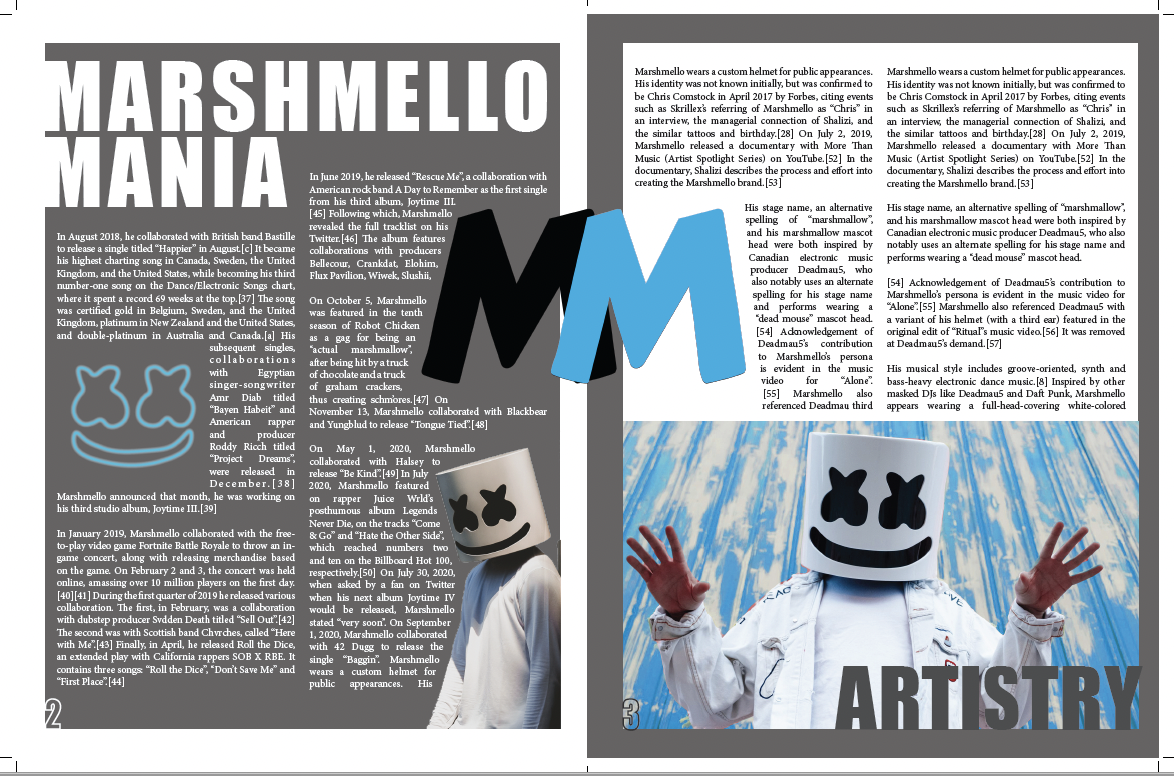 MARSHMELLO
MANIA
In August 2018, he collaborated with British band Bastille
to release a single titled “Happier” in August.[c] It became
his highest charting song in Canada, Sweden, the United
Kingdom, and the United States, while becoming his third
number-one song on the Dance/Electronic Songs chart,
where it spent a record 69 weeks at the top.[37] The song
was certified gold in Belgium, Sweden, and the United
Kingdom, platinum in New Zealand and the United States,
and double-platinum in Australia and Canada.[a] His
subsequent singles,
collaborations
with Egyptian
singer-songwriter
Amr Diab titled
“Bayen Habeit” and
American rapper
and producer
Roddy Ricch titled
“Project Dreams”,
were released in
December.[38]
Marshmello announced that month, he was working on
his third studio album, Joytime III.[39]
In January 2019, Marshmello collaborated with the free-
to-play video game Fortnite Battle Royale to throw an in-
game concert, along with releasing merchandise based
on the game. On February 2 and 3, the concert was held
online, amassing over 10 million players on the first day.
[40][41] During the first quarter of 2019 he released various
collaboration. The first, in February, was a collaboration
with dubstep producer Svdden Death titled “Sell Out”.[42]
The second was with Scottish band Chvrches, called “Here
with Me”.[43] Finally, in April, he released Roll the Dice,
an extended play with California rappers SOB X RBE. It
contains three songs: “Roll the Dice”, “Don’t Save Me” and
“First Place”.[44]
In June 2019, he released “Rescue Me”, a collaboration with
American rock band A Day to Remember as the first single
from his third album, Joytime III.
[45] Following which, Marshmello
revealed the full tracklist on his
Twitter.[46] The album features
collaborations with producers
Bellecour, Crankdat, Elohim,
Flux Pavilion, Wiwek, Slushii,
On October 5, Marshmello
was featured in the tenth
season of Robot Chicken
as a gag for being an
“actual marshmallow”,
after being hit by a truck
of chocolate and a truck
of graham crackers,
thus creating schmores.[47] On
November 13, Marshmello collaborated with Blackbear
and Yungblud to release “Tongue Tied”.[48]
On May 1, 2020, Marshmello
collaborated with Halsey to
release “Be Kind”.[49] In July
2020, Marshmello featured
on rapper Juice Wrld’s
posthumous album Legends
Never Die, on the tracks “Come
& Go” and “Hate the Other Side”,
which reached numbers two
and ten on the Billboard Hot 100,
respectively.[50] On July 30, 2020,
when asked by a fan on Twitter
when his next album Joytime IV
would be released, Marshmello
stated “very soon”. On September
1, 2020, Marshmello collaborated
with 42 Dugg to release the
single “Baggin”. Marshmello
wears a custom helmet for
public appearances. His
2
MM
Marshmello wears a custom helmet for public appearances.
His identity was not known initially, but was confirmed to
be Chris Comstock in April 2017 by Forbes, citing events
such as Skrillex’s referring of Marshmello as “Chris” in
an interview, the managerial connection of Shalizi, and
the similar tattoos and birthday.[28] On July 2, 2019,
Marshmello released a documentary with More Than
Music (Artist Spotlight Series) on YouTube.[52] In the
documentary, Shalizi describes the process and effort into
creating the Marshmello brand.[53]
His stage name, an alternative
spelling of “marshmallow”,
and his marshmallow mascot
head were both inspired by
Canadian electronic music
producer Deadmau5, who
also notably uses an alternate
spelling for his stage name
and performs wearing a
“dead mouse” mascot head.
[54] Acknowledgement of
Deadmau5’s contribution
to Marshmello’s persona
is evident in the music
video for “Alone”.
[55] Marshmello also
referenced Deadmau third
Marshmello wears a custom helmet for public appearances.
His identity was not known initially, but was confirmed to
be Chris Comstock in April 2017 by Forbes, citing events
such as Skrillex’s referring of Marshmello as “Chris” in
an interview, the managerial connection of Shalizi, and
the similar tattoos and birthday.[28] On July 2, 2019,
Marshmello released a documentary with More Than
Music (Artist Spotlight Series) on YouTube.[52] In the
documentary, Shalizi describes the process and effort into
creating the Marshmello brand.[53]
His stage name, an alternative spelling of “marshmallow”,
and his marshmallow mascot head were both inspired by
Canadian electronic music producer Deadmau5, who also
notably uses an alternate spelling for his stage name and
performs wearing a “dead mouse” mascot head.
[54] Acknowledgement of Deadmau5’s contribution to
Marshmello’s persona is evident in the music video for
“Alone”.[55] Marshmello also referenced Deadmau5 with
a variant of his helmet (with a third ear) featured in the
original edit of “Ritual”’s music video.[56] It was removed
at Deadmau5’s demand.[57]
His musical style includes groove-oriented, synth and
bass-heavy electronic dance music.[8] Inspired by other
masked DJs like Deadmau5 and Daft Punk, Marshmello
appears wearing a full-head-covering white-colored
ARTISTRY
3